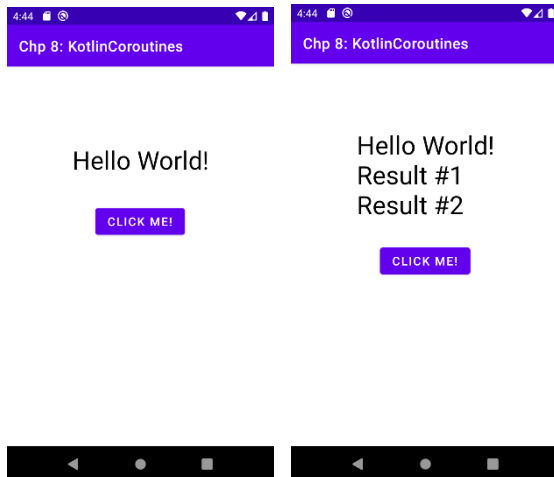 4:44
Chp 8: KotlinCoroutines
Hello World!
CLICK ME!
4:44
Chp 8: KotlinCoroutines
Hello World!
Result #1
Result #2
CLICK ME!